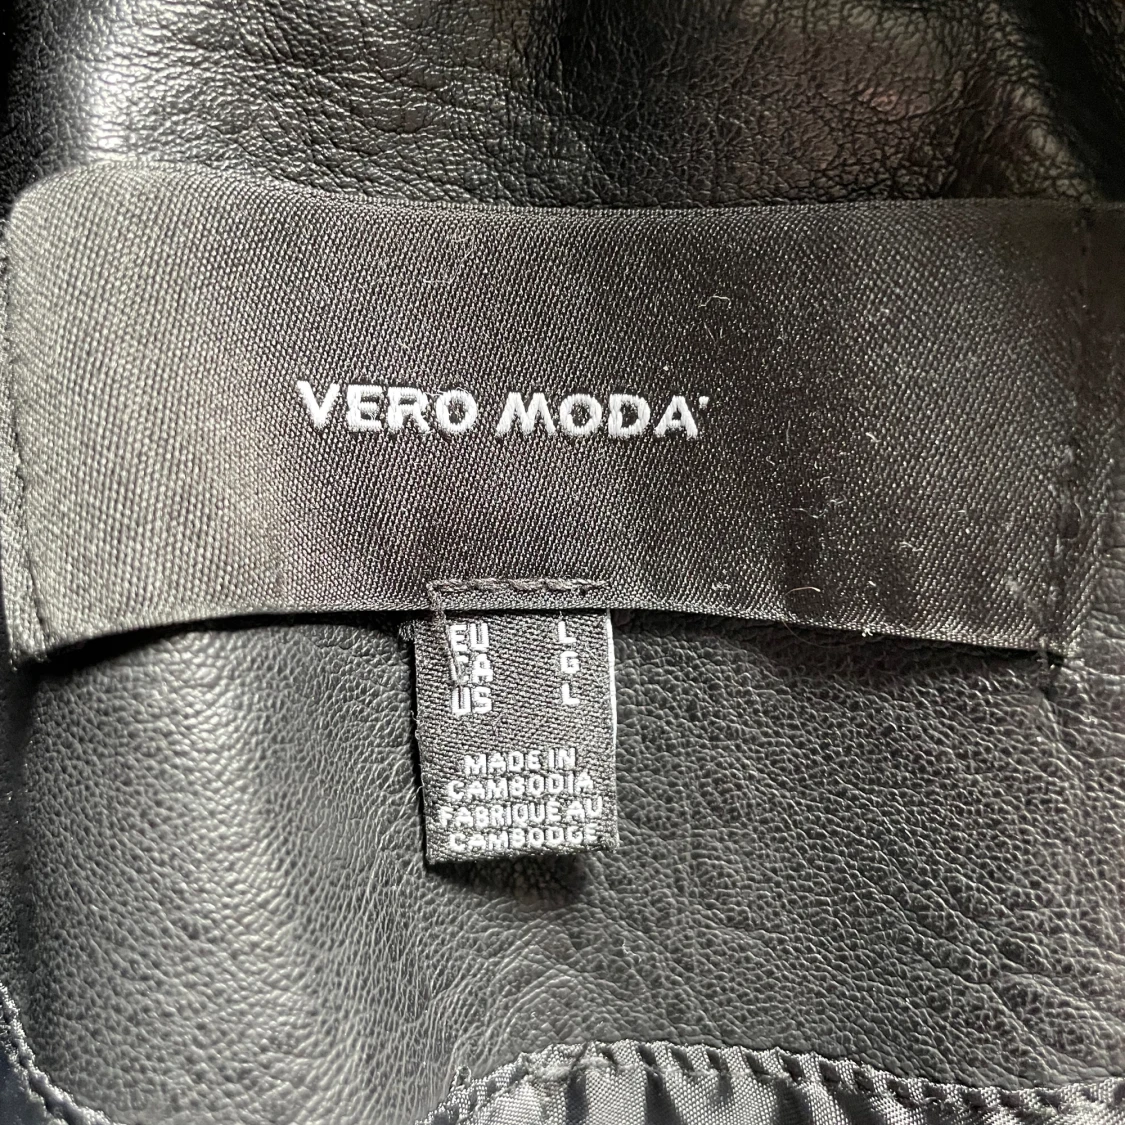 VERO MODA
EU L
CA G
US L
MADE IN
CAMBODIA
FABRIQUE AU
CAMBODGE